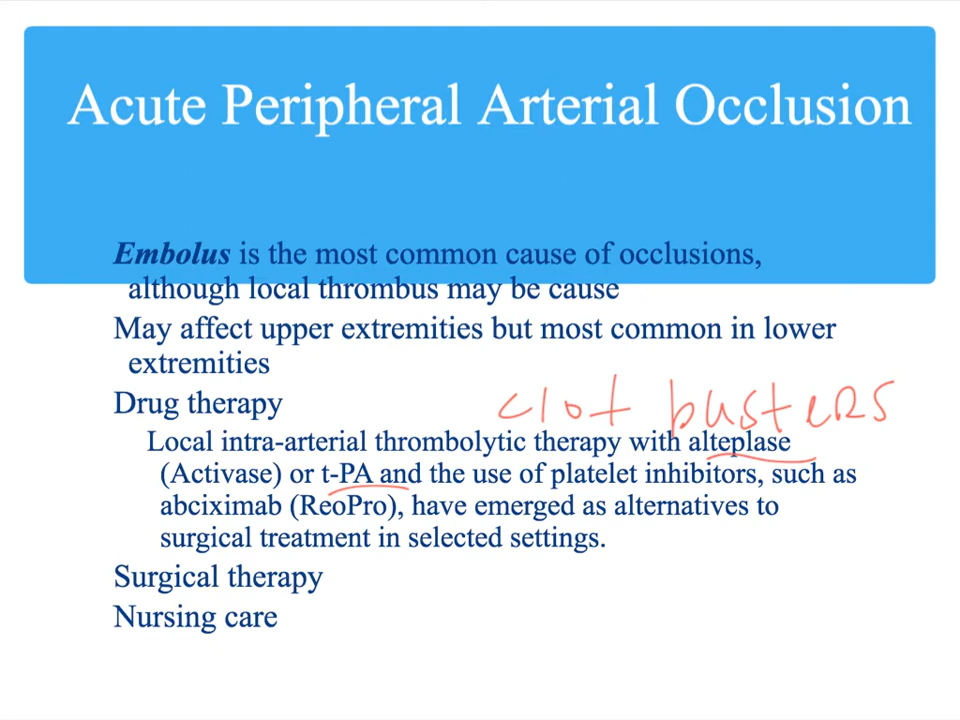 Acute Peripheral Arterial Occlusion
Embolus is the most common cause of occlusions,
although local thrombus may be cause
May affect upper extremities but most common in lower
extremities
Drug therapy
clot busters
Local intra-arterial thrombolytic therapy with alteplase
(Activase) or t-PA and the use of platelet inhibitors, such as
abciximab (ReoPro), have emerged as alternatives to
surgical treatment in selected settings.
Surgical therapy
Nursing care